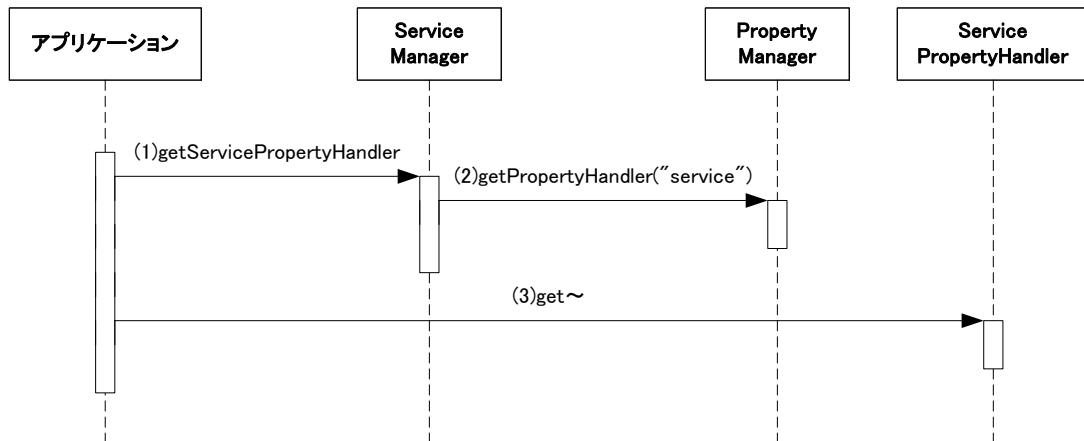 アプリケーション
Service
Manager
Property
Manager
Service
PropertyHandler
(1)getServicePropertyHandler
(2)getPropertyHandler("service")
(3)get～